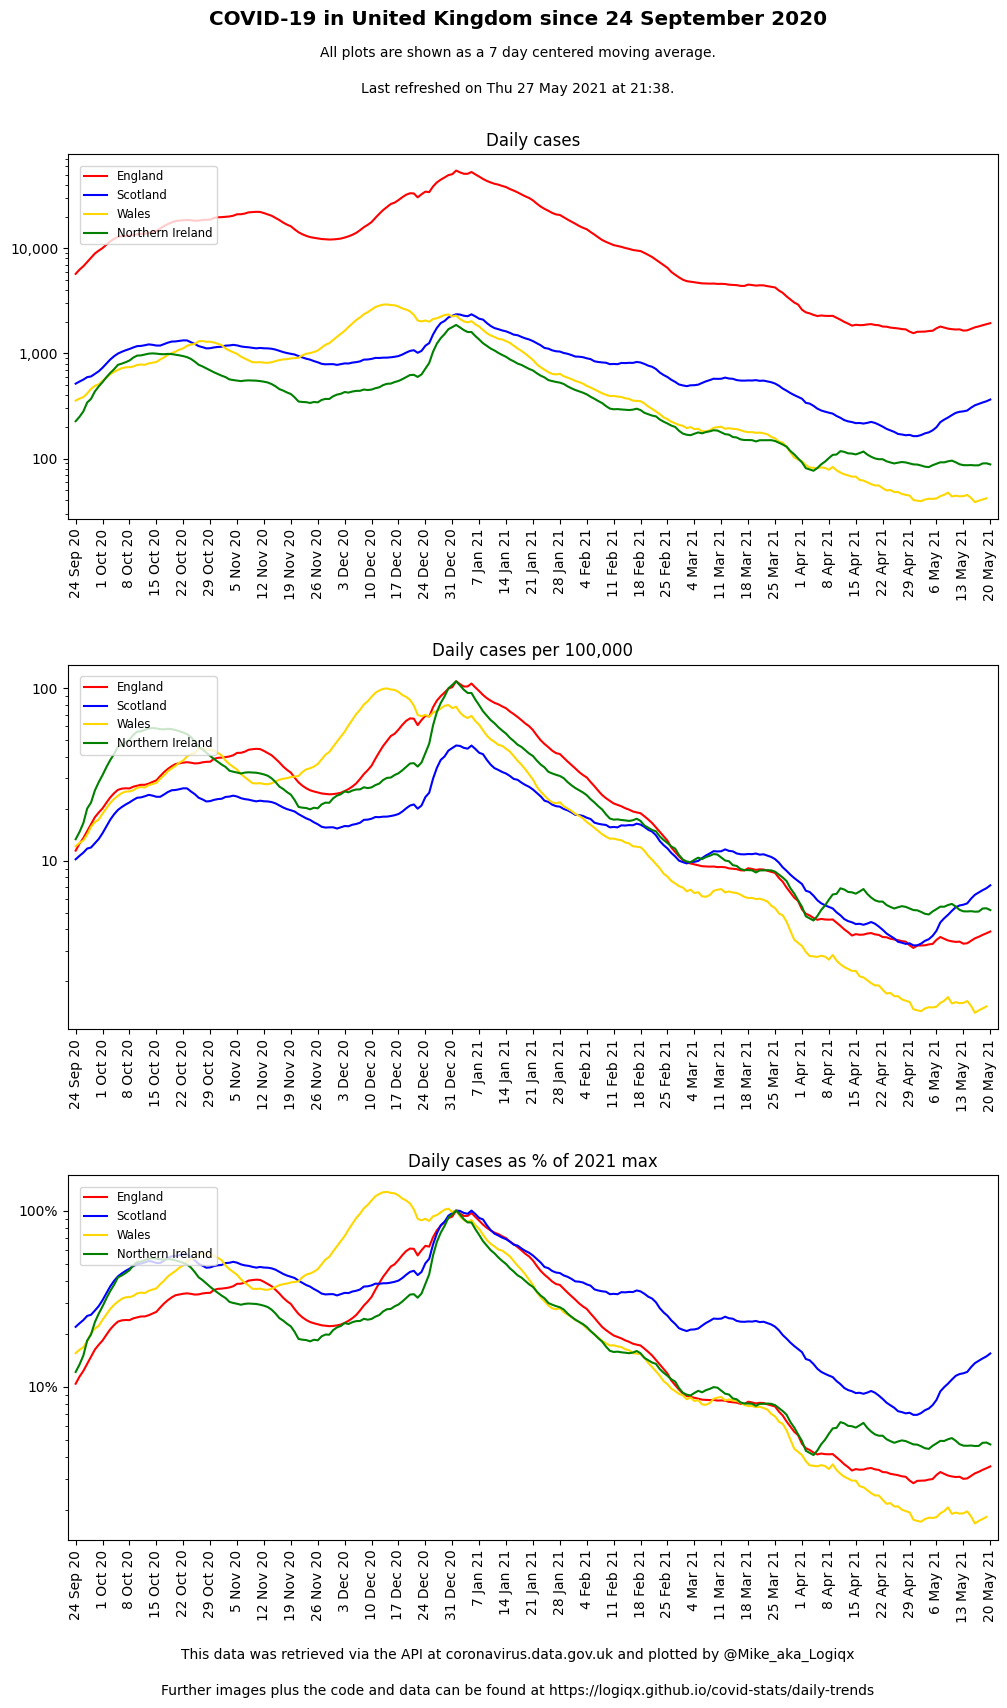 COVID-19 in United Kingdom since 24 September 2020
All plots are shown as a 7 day centered moving average.
Last refreshed on Thu 27 May 2021 at 21:38.
Daily cases
England
Scotland
Wales
Northern Ireland
10,000
1,000
100
24 Sep 20
1 Oct 20
8 Oct 20
15 Oct 20
22 Oct 20
29 Oct 20
5 Nov 20
12 Nov 20
19 Nov 20
26 Nov 20
3 Dec 20
10 Dec 20
17 Dec 20
24 Dec 20
31 Dec 20
7 Jan 21
14 Jan 21
21 Jan 21
28 Jan 21
4 Feb 21
11 Feb 21
18 Feb 21
25 Feb 21
4 Mar 21
11 Mar 21
18 Mar 21
25 Mar 21
1 Apr 21
8 Apr 21
15 Apr 21
22 Apr 21
29 Apr 21
6 May 21
13 May 21
20 May 21
Daily cases per 100,000
England
Scotland
Wales
Northern Ireland
100
10
24 Sep 20
1 Oct 20
8 Oct 20
15 Oct 20
22 Oct 20
29 Oct 20
5 Nov 20
12 Nov 20
19 Nov 20
26 Nov 20
3 Dec 20
10 Dec 20
17 Dec 20
24 Dec 20
31 Dec 20
7 Jan 21
14 Jan 21
21 Jan 21
28 Jan 21
4 Feb 21
11 Feb 21
18 Feb 21
25 Feb 21
4 Mar 21
11 Mar 21
18 Mar 21
25 Mar 21
1 Apr 21
8 Apr 21
15 Apr 21
22 Apr 21
29 Apr 21
6 May 21
13 May 21
20 May 21
Daily cases as % of 2021 max
England
Scotland
Wales
Northern Ireland
100%
10%
24 Sep 20
1 Oct 20
8 Oct 20
15 Oct 20
22 Oct 20
29 Oct 20
5 Nov 20
12 Nov 20
19 Nov 20
26 Nov 20
3 Dec 20
10 Dec 20
17 Dec 20
24 Dec 20
31 Dec 20
7 Jan 21
14 Jan 21
21 Jan 21
28 Jan 21
4 Feb 21
11 Feb 21
18 Feb 21
25 Feb 21
4 Mar 21
11 Mar 21
18 Mar 21
25 Mar 21
1 Apr 21
8 Apr 21
15 Apr 21
22 Apr 21
29 Apr 21
6 May 21
13 May 21
20 May 21
This data was retrieved via the API at coronavirus.data.gov.uk and plotted by @Mike_aka_Logiqx
Further images plus the code and data can be found at https://logiqx.github.io/covid-stats/daily-trends